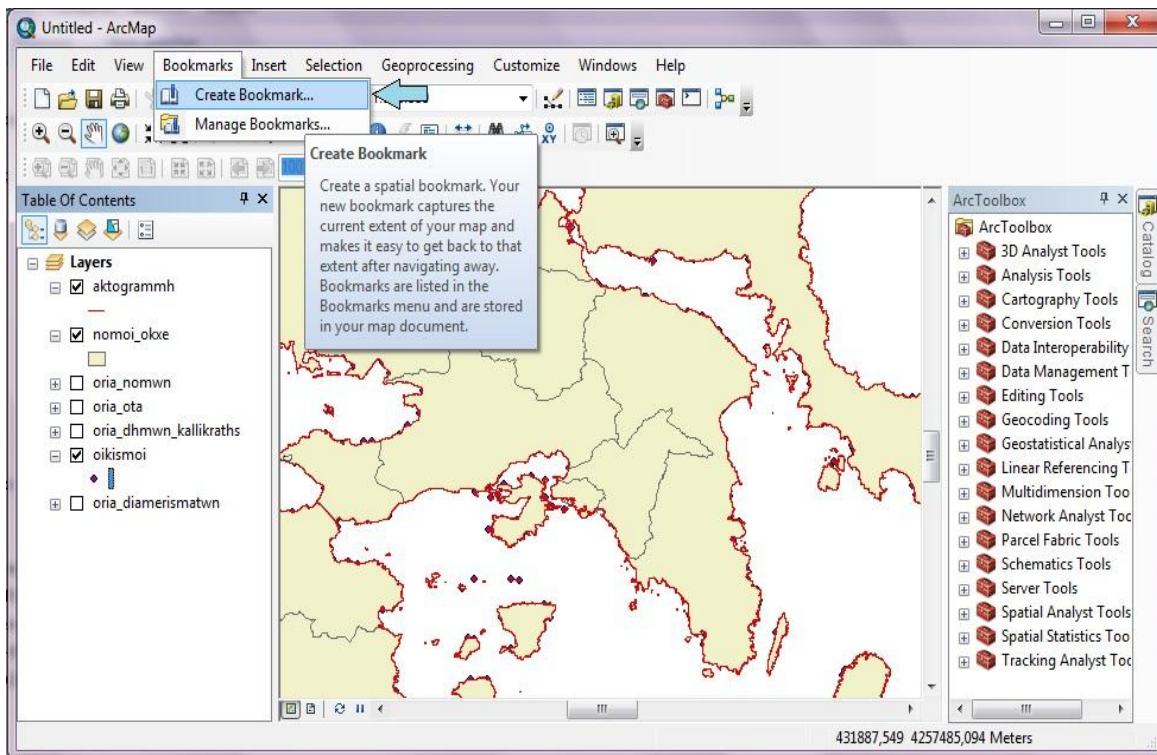 Untitled - ArcMap
File Edit View Bookmarks Insert Selection Geoprocessing Customize Windows Help
Create Bookmark...
Manage Bookmarks...
XY
100
Create Bookmark
Create a spatial bookmark. Your
new bookmark captures the
current extent of your map and
makes it easy to get back to that
extent after navigating away.
Bookmarks are listed in the
Bookmarks menu and are stored
in your map document.
Table Of Contents
Layers
aktogrammh
nomoi_okxe
oria_nomwn
oria_ota
oria_dhmwn_kallikraths
oikismoi
oria_diamerismatwn
ArcToolbox
ArcToolbox
3D Analyst Tools
Analysis Tools
Cartography Tools
Conversion Tools
Data Interoperability
Data Management T
Editing Tools
Geocoding Tools
Geostatistical Analys
Linear Referencing T
Multidimension Too
Network Analyst Toc
Parcel Fabric Tools
Schematics Tools
Server Tools
Spatial Analyst Tools
Spatial Statistics Too
Tracking Analyst Toc
Catalog
Search
431887,549 4257485,094 Meters